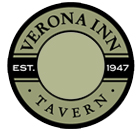 VERONA INN
EST. 1947
· TAVERN ·